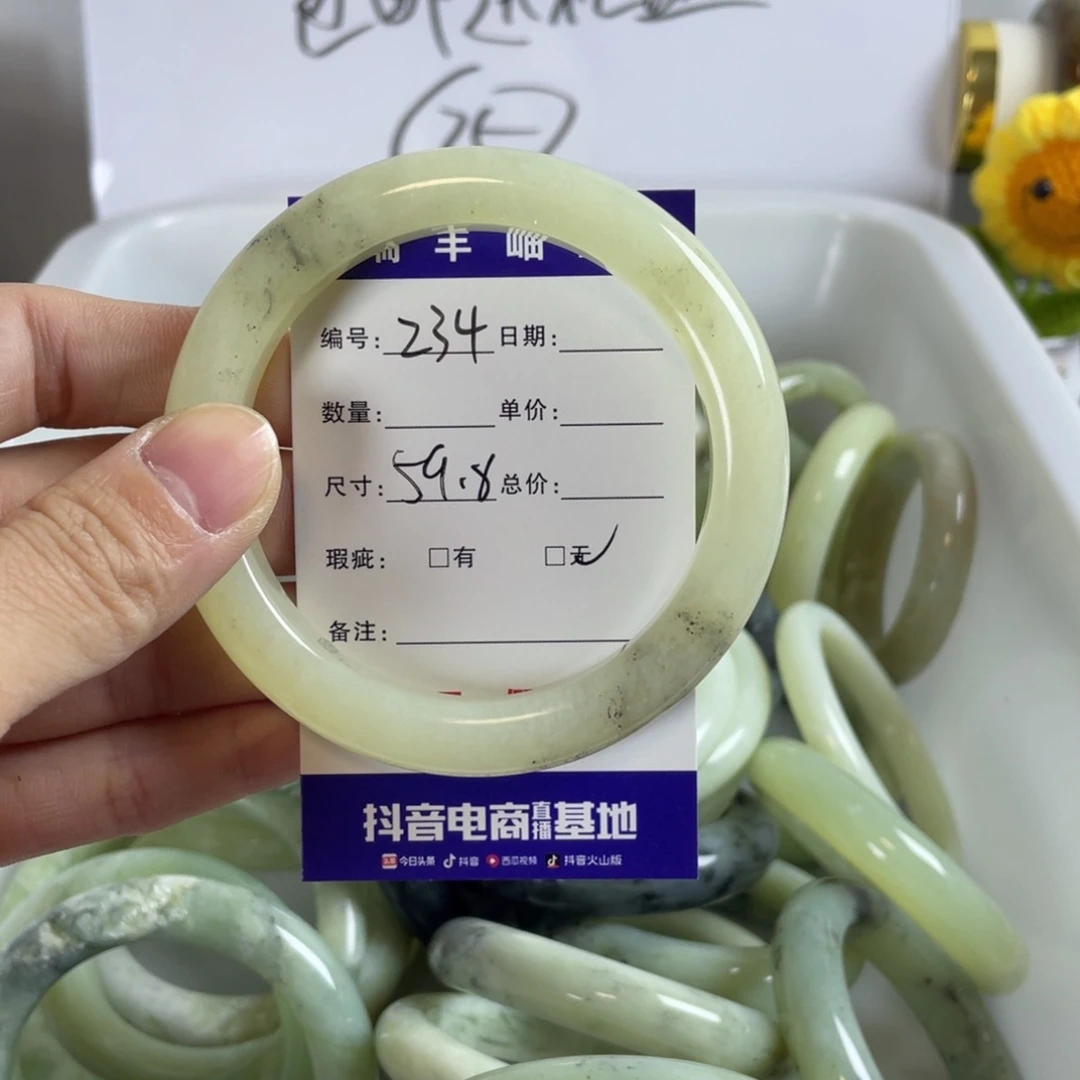 丰岫
编号: 234 日期:
数量: 单价:
尺寸: 59.8 总价:
瑕疵: □有 □无✓
备注:
抖音电商直播基地
今日头条 抖音 西瓜视频 抖音火山版